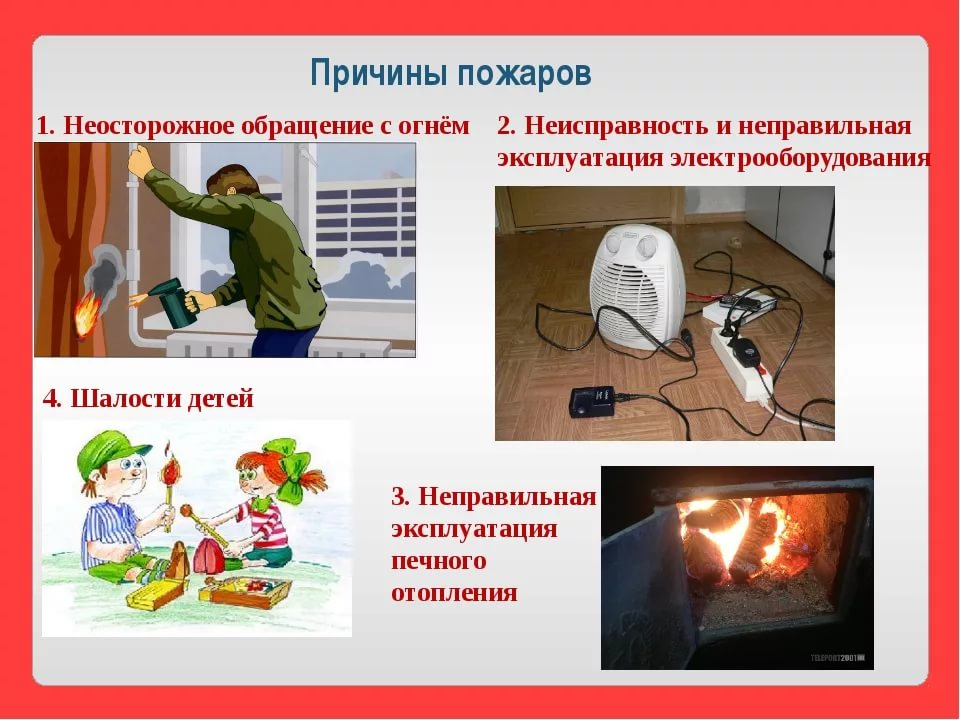 Причины пожаров
1. Неосторожное обращение с огнём
2. Неисправность и неправильная
эксплуатация электрооборудования
4. Шалости детей
3. Неправильная
эксплуатация
печного
отопления
TELEPORT2001